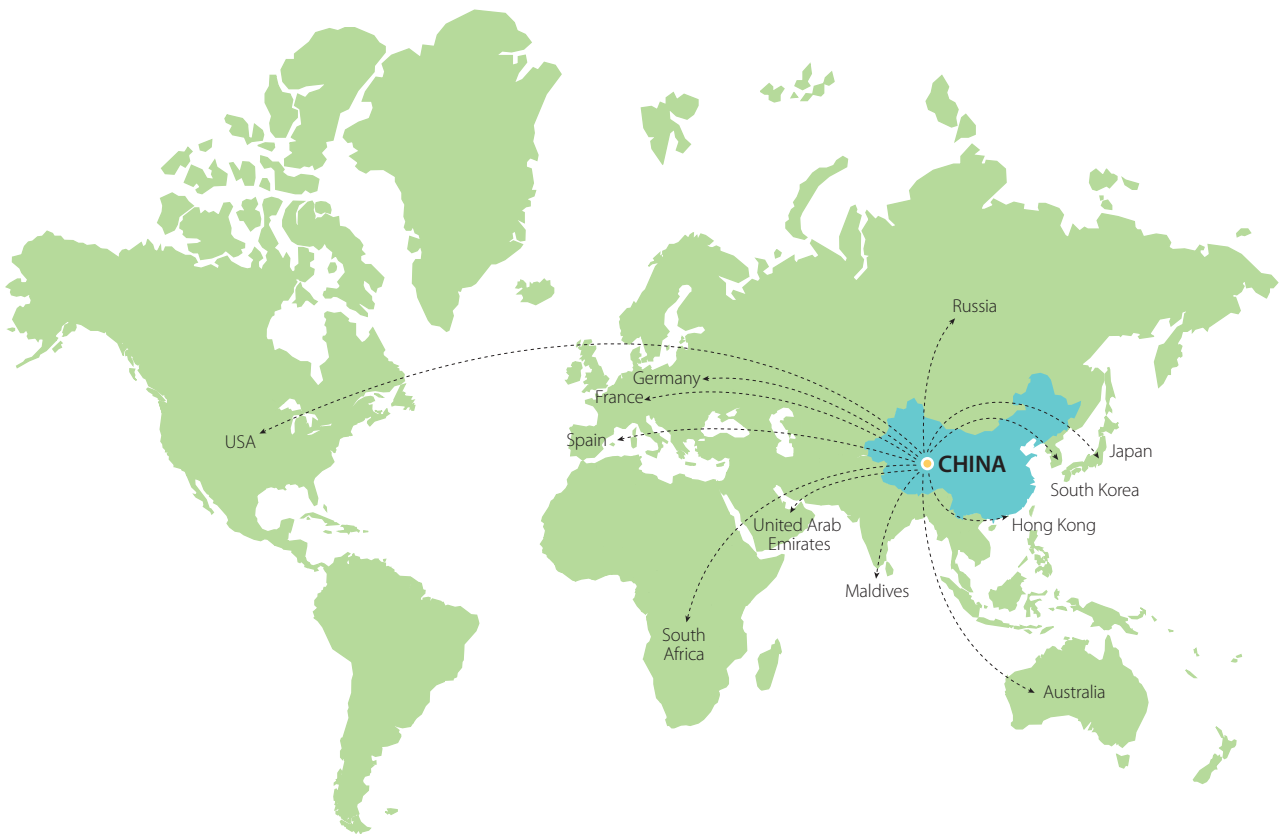 Russia
Germany
France
USA
Spain
CHINA
Japan
South Korea
United Arab
Emirates
Hong Kong
Maldives
South
Africa
Australia